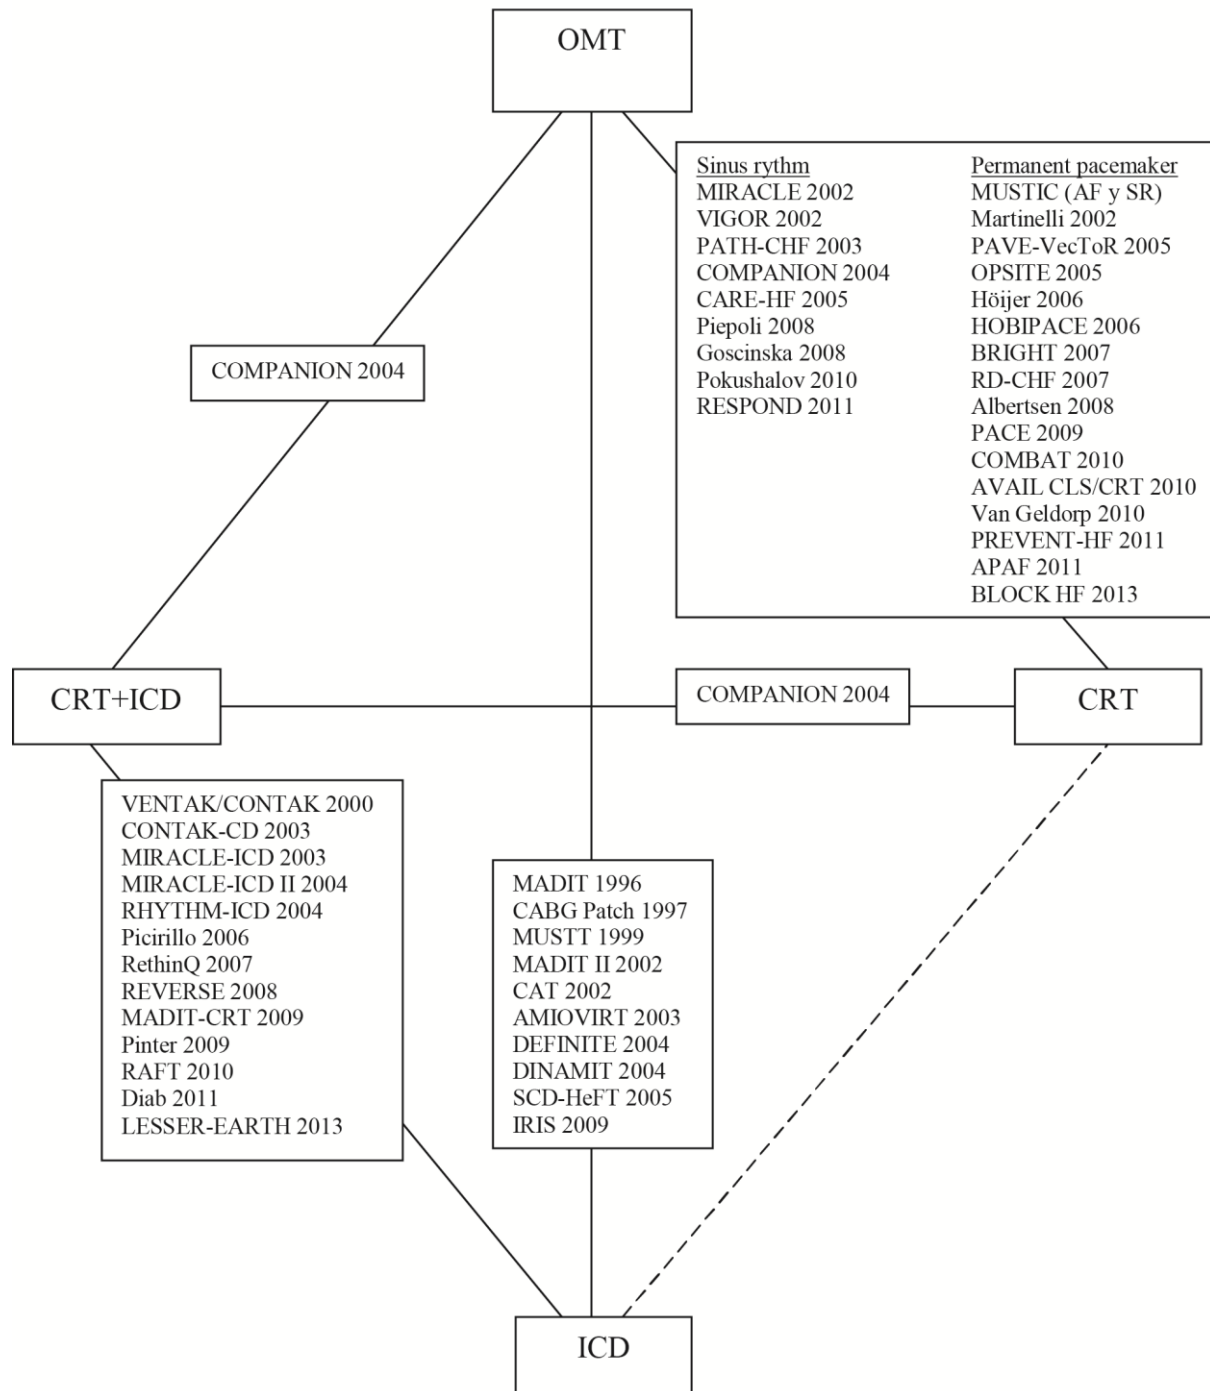 OMT
Sinus rythm
MIRACLE 2002
VIGOR 2002
PATH-CHF 2003
COMPANION 2004
CARE-HF 2005
Piepoli 2008
Goscinska 2008
Pokushalov 2010
RESPOND 2011
Permanent pacemaker
MUSTIC (AF y SR)
Martinelli 2002
PAVE-VecToR 2005
OPSITE 2005
Höijer 2006
HOBIPACE 2006
BRIGHT 2007
RD-CHF 2007
Albertsen 2008
PACE 2009
COMBAT 2010
AVAIL CLS/CRT 2010
Van Geldorp 2010
PREVENT-HF 2011
APAF 2011
BLOCK HF 2013
COMPANION 2004
CRT+ICD
COMPANION 2004
CRT
VENTAK/CONTAK 2000
CONTAK-CD 2003
MIRACLE-ICD 2003
MIRACLE-ICD II 2004
RHYTHM-ICD 2004
Picirillo 2006
RethinQ 2007
REVERSE 2008
MADIT-CRT 2009
Pinter 2009
RAFT 2010
Diab 2011
LESSER-EARTH 2013
MADIT 1996
CABG Patch 1997
MUSTT 1999
MADIT II 2002
CAT 2002
AMIOVIRT 2003
DEFINITE 2004
DINAMIT 2004
SCD-HeFT 2005
IRIS 2009
ICD